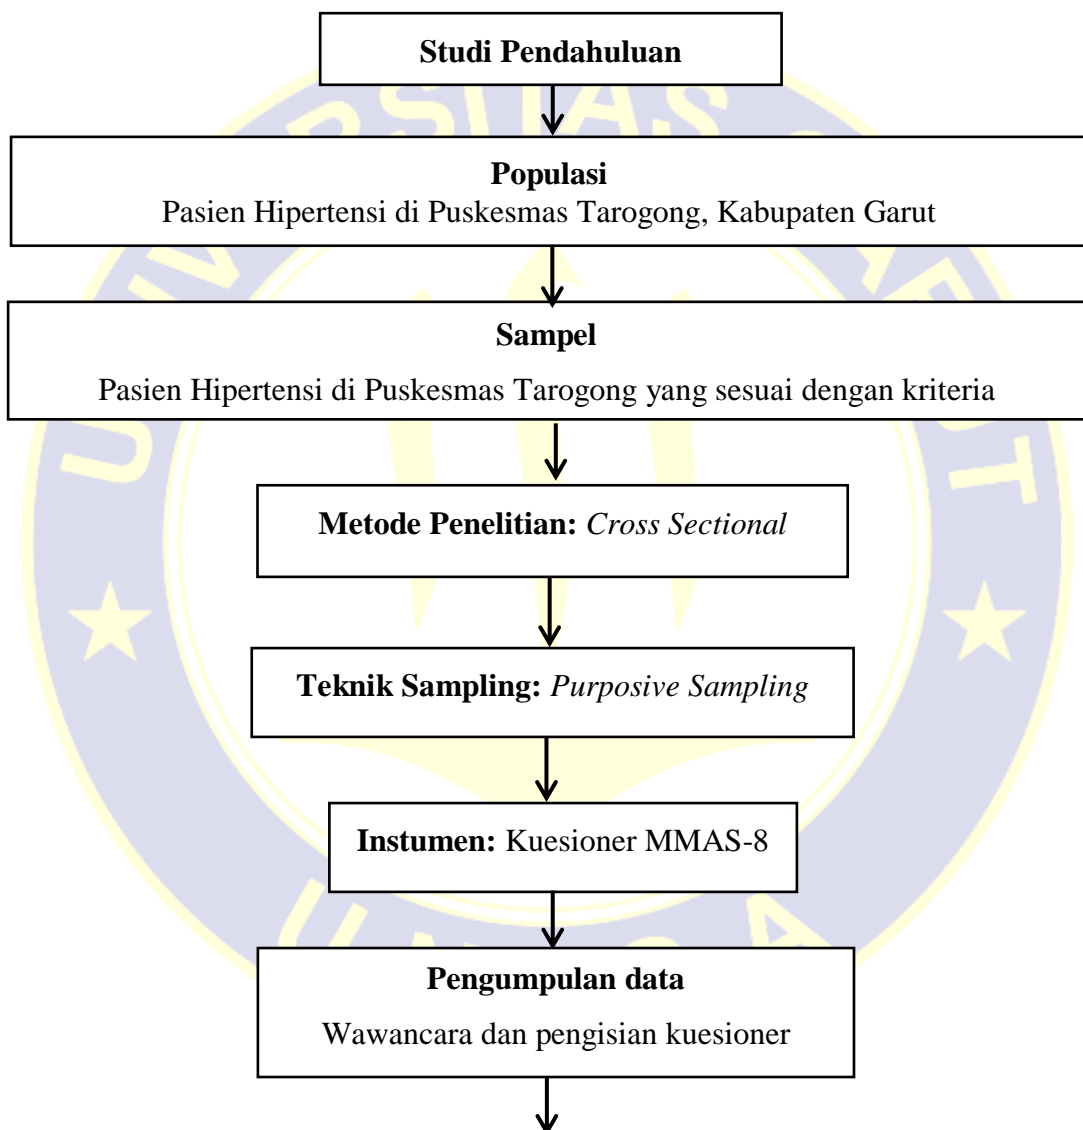 Studi Pendahuluan
Populasi
Pasien Hipertensi di Puskesmas Tarogong, Kabupaten Garut
Sampel
Pasien Hipertensi di Puskesmas Tarogong yang sesuai dengan kriteria
Metode Penelitian: Cross Sectional
Teknik Sampling: Purposive Sampling
Instumen: Kuesioner MMAS-8
Pengumpulan data
Wawancara dan pengisian kuesioner